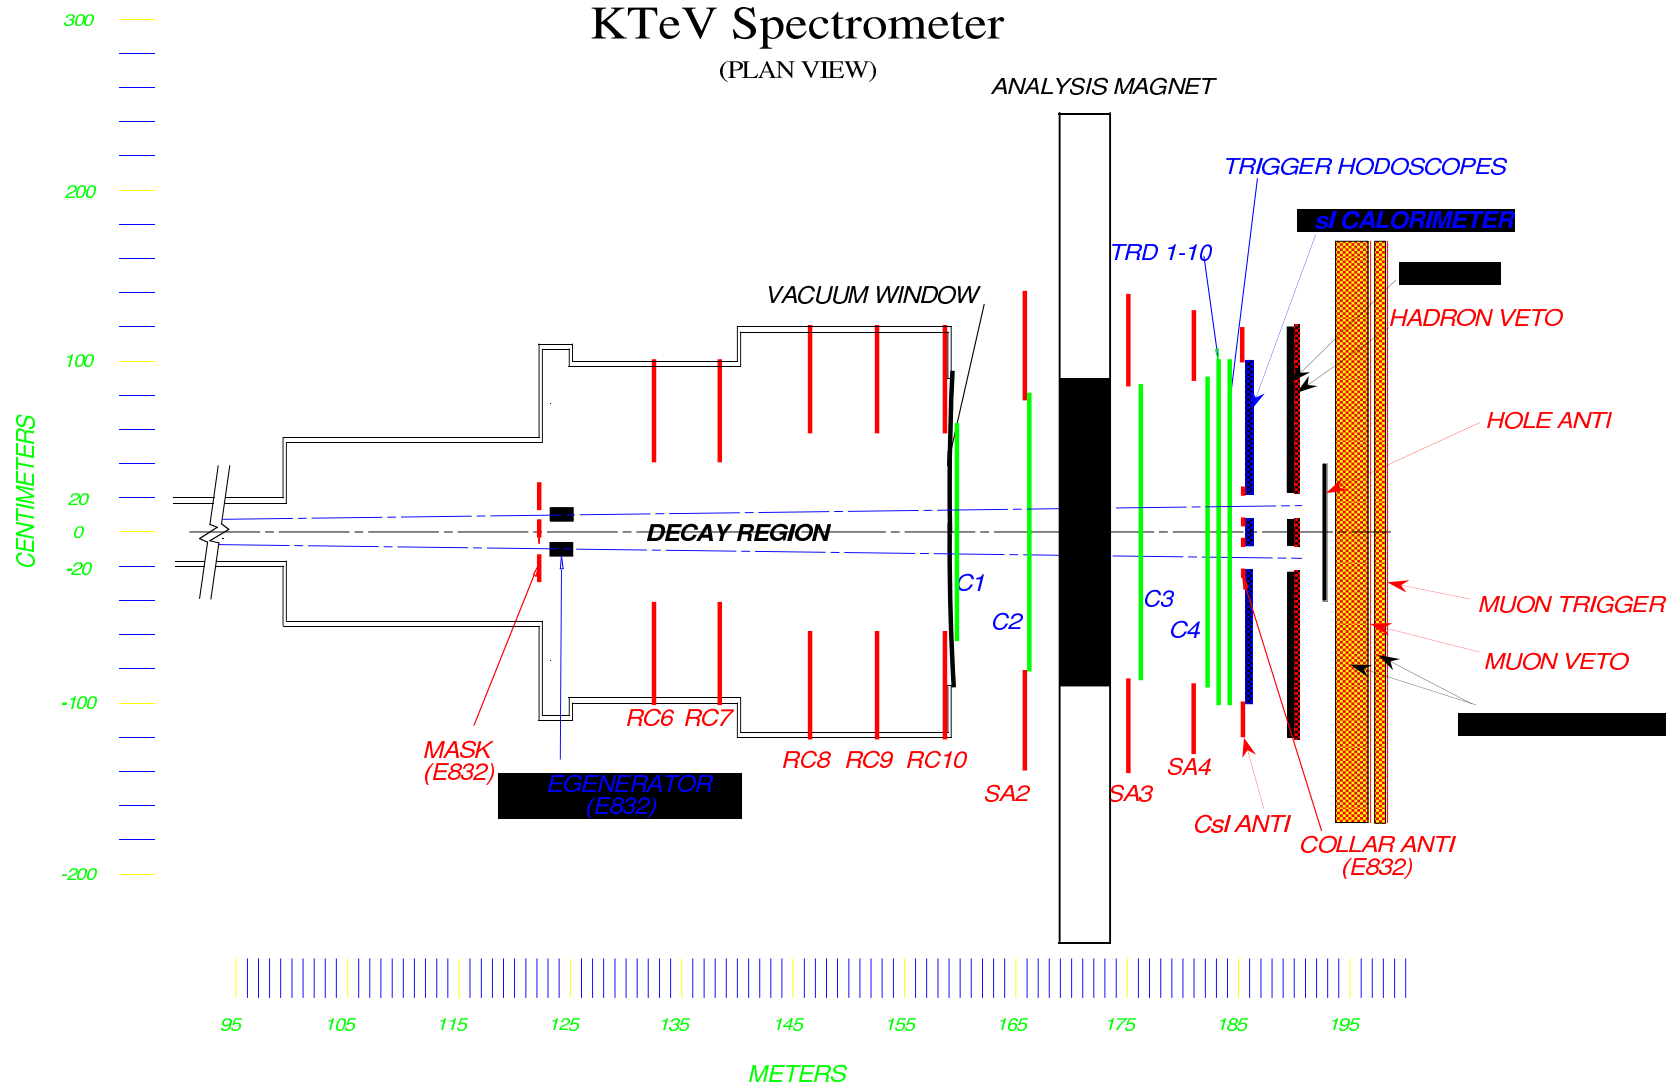 KTeV Spectrometer
(PLAN VIEW)
300
200
100
20
0
-20
-100
-200
CENTIMETERS
ANALYSIS MAGNET
TRIGGER HODOSCOPES
sI CALORIMETER
TRD 1-10
VACUUM WINDOW
HADRON VETO
HOLE ANTI
DECAY REGION
C1
C2
C3
C4
MUON TRIGGER
MUON VETO
RC6
RC7
RC8
RC9
RC10
SA2
SA3
SA4
MASK
(E832)
EGENERATOR
(E832)
CsI ANTI
COLLAR ANTI
(E832)
95 105 115 125 135 145 155 165 175 185 195
METERS